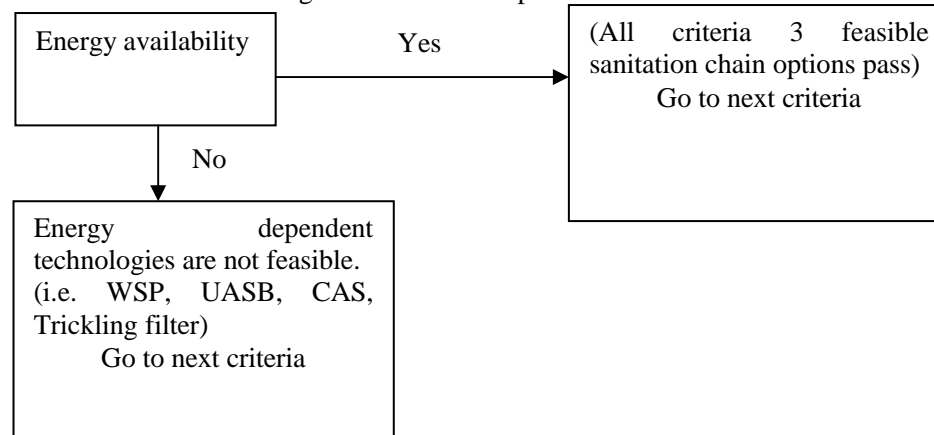 Energy availability
Yes
(All criteria 3 feasible
sanitation chain options pass)
Go to next criteria
No
Energy dependent
technologies are not feasible.
(i.e. WSP, UASB, CAS,
Trickling filter)
Go to next criteria